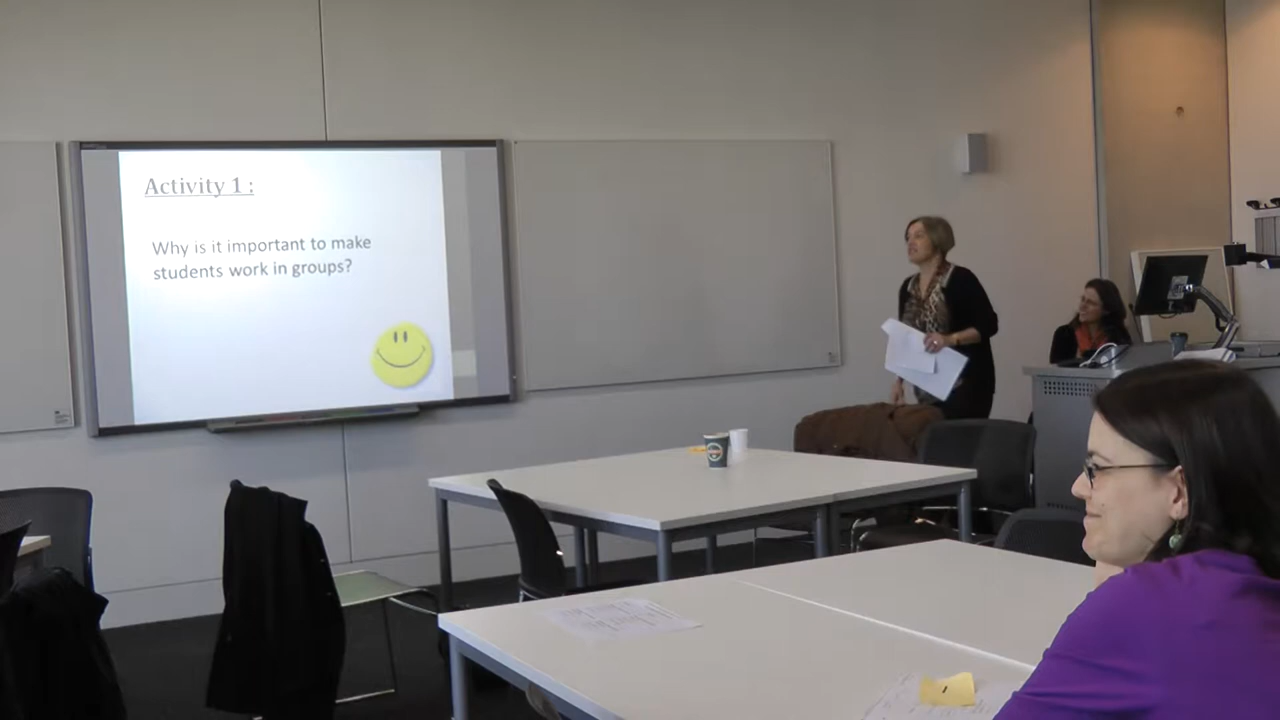 Activity 1 :
Why is it important to make
students work in groups?